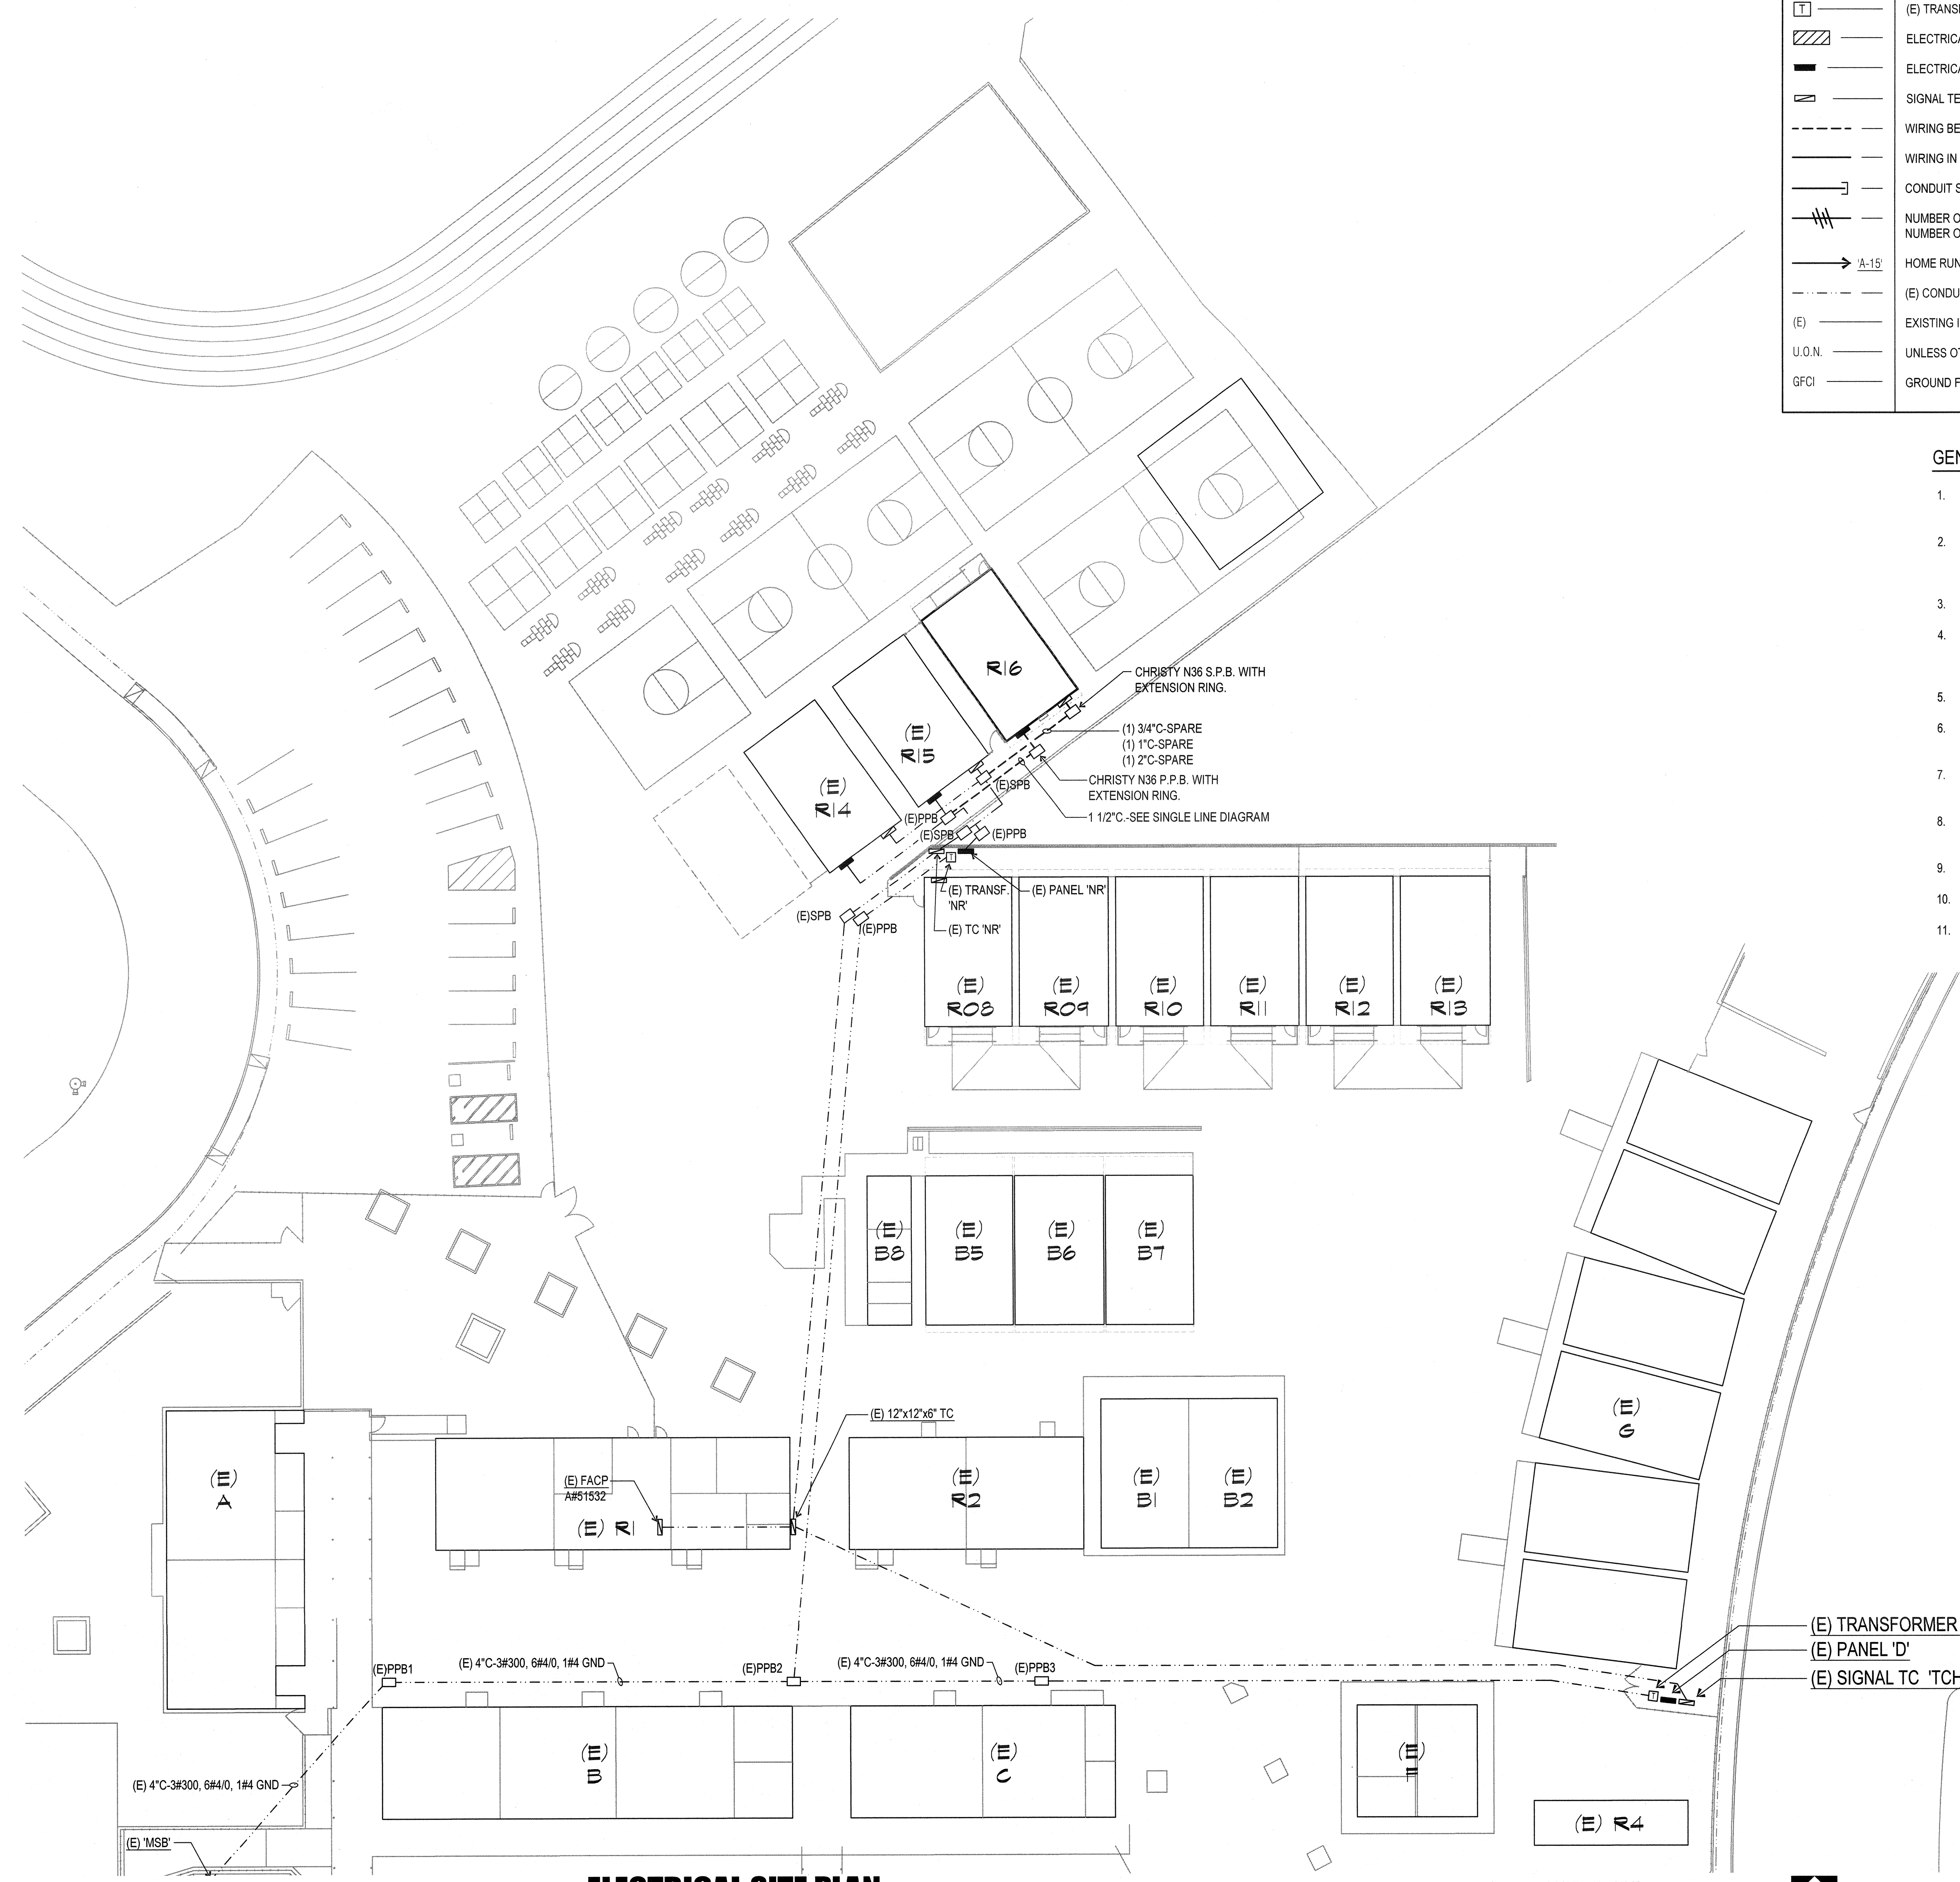 T
(E) TRANSF
ELECTRICA
ELECTRICA
SIGNAL TE
WIRING BE
WIRING IN
CONDUIT S
NUMBER O
NUMBER O
'A-15'
HOME RUN
(E) CONDU
(E)
EXISTING I
U.O.N.
UNLESS OT
GFCI
GROUND F
GEN
1.
2.
3.
4.
5.
6.
7.
8.
9.
10.
11.
R16
CHRISTY N36 S.P.B. WITH
EXTENSION RING.
(E)
R15
(1) 3/4"C-SPARE
(1) 1"C-SPARE
(1) 2"C-SPARE
(E)
R14
(E)SPB
CHRISTY N36 P.P.B. WITH
EXTENSION RING.
(E)PPB
1 1/2"C.-SEE SINGLE LINE DIAGRAM
(E)SPB
(E)PPB
T
(E) TRANSF.
'NR'
(E) PANEL 'NR'
(E)SPB
(E)PPB
(E) TC 'NR'
(E)
R08
(E)
R09
(E)
R10
(E)
R11
(E)
R12
(E)
R13
(E)
B8
(E)
B5
(E)
B6
(E)
B7
(E)
G
(E) 12"x12"x6" TC
(E)
A
(E) FACP
A#51532
(E) R1
(E)
R2
(E)
B1
(E)
B2
(E) TRANSFORMER
(E) PANEL 'D'
(E) SIGNAL TC 'TCH
T
(E)PPB1
(E) 4"C-3#300, 6#4/0, 1#4 GND
(E)PPB2
(E) 4"C-3#300, 6#4/0, 1#4 GND
(E)PPB3
(E)
B
(E)
C
(E)
(E) R4
(E) 4"C-3#300, 6#4/0, 1#4 GND
(E) 'MSB'
ELECTRICAL SITE PLAN